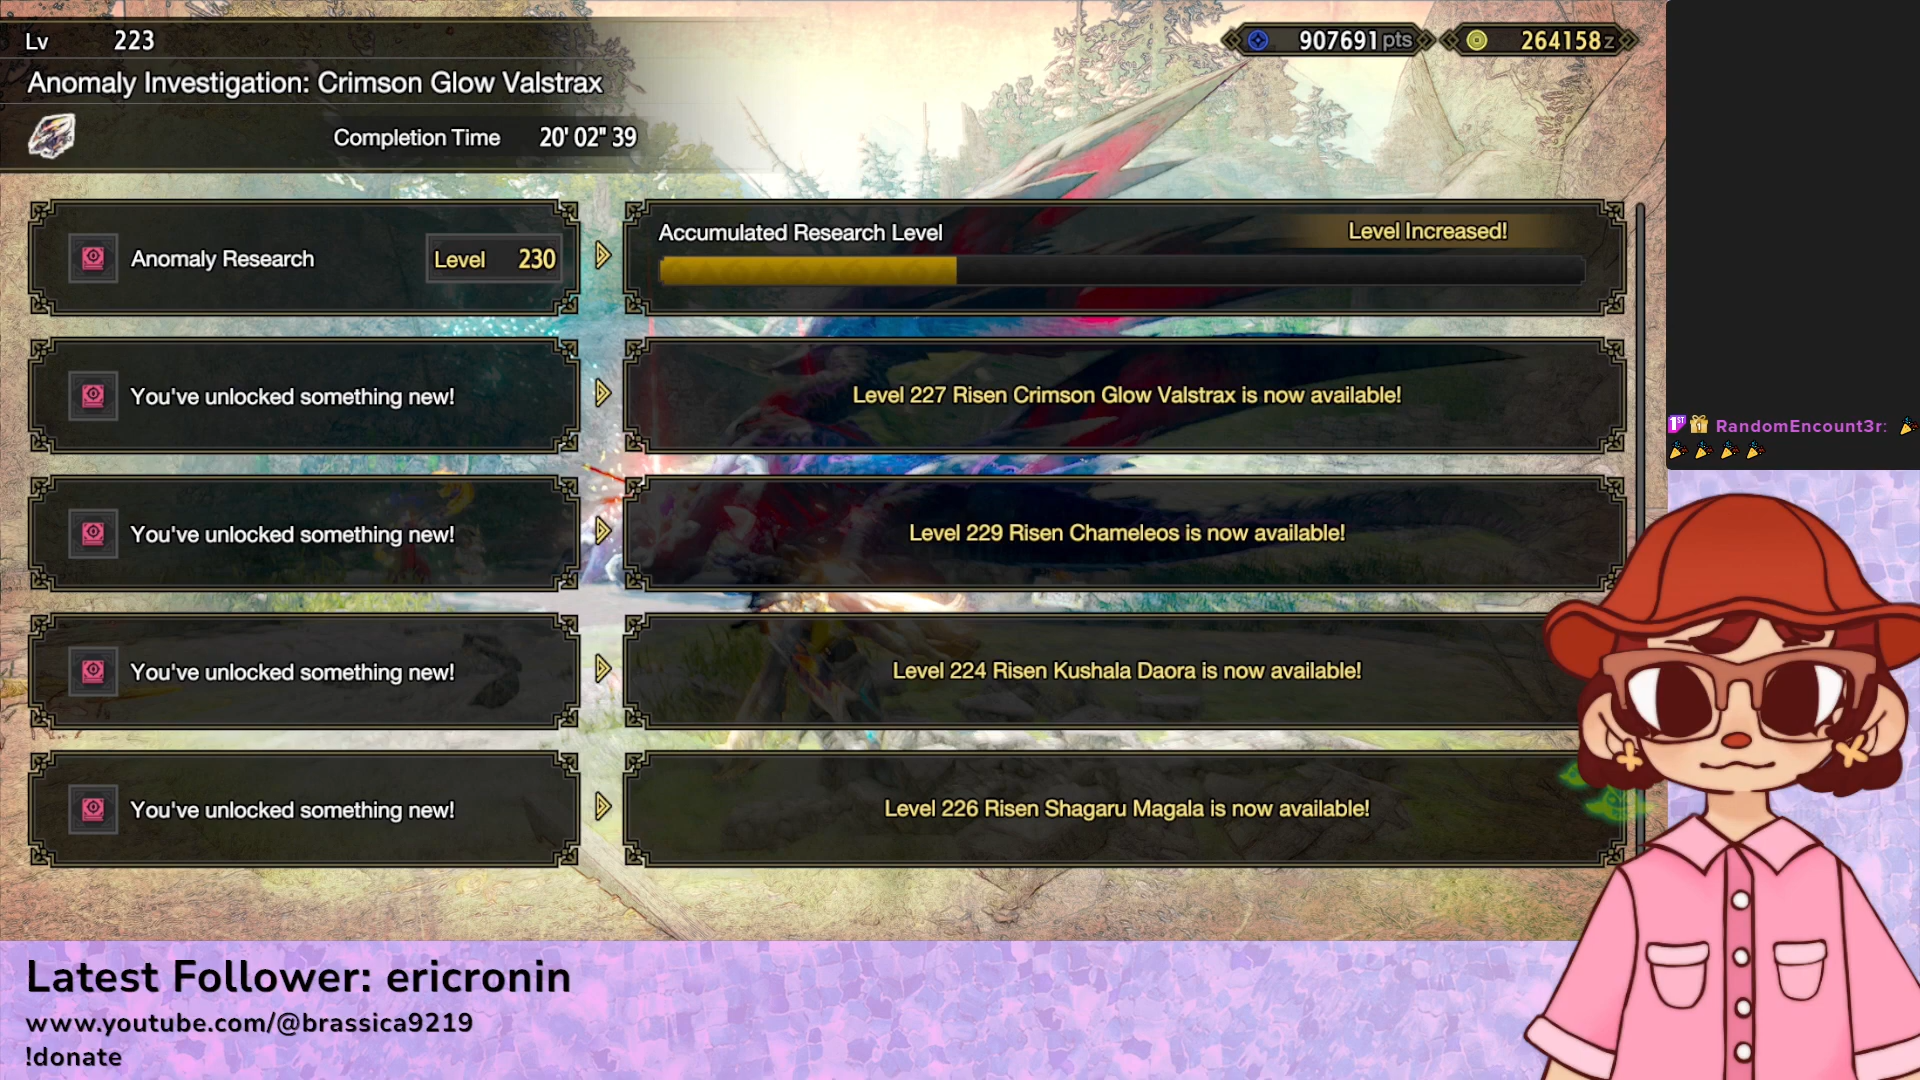 Lv 223
907691 pts
264158 z
Anomaly Investigation: Crimson Glow Valstrax
Completion Time 20' 02" 39
Anomaly Research Level 230
Accumulated Research Level
Level Increased!
You've unlocked something new!
Level 227 Risen Crimson Glow Valstrax is now available!
RandomEncount3r:
You've unlocked something new!
Level 229 Risen Chameleos is now available!
You've unlocked something new!
Level 224 Risen Kushala Daora is now available!
You've unlocked something new!
Level 226 Risen Shagaru Magala is now available!
Latest Follower: ericronin
www.youtube.com/@brassica9219
!donate